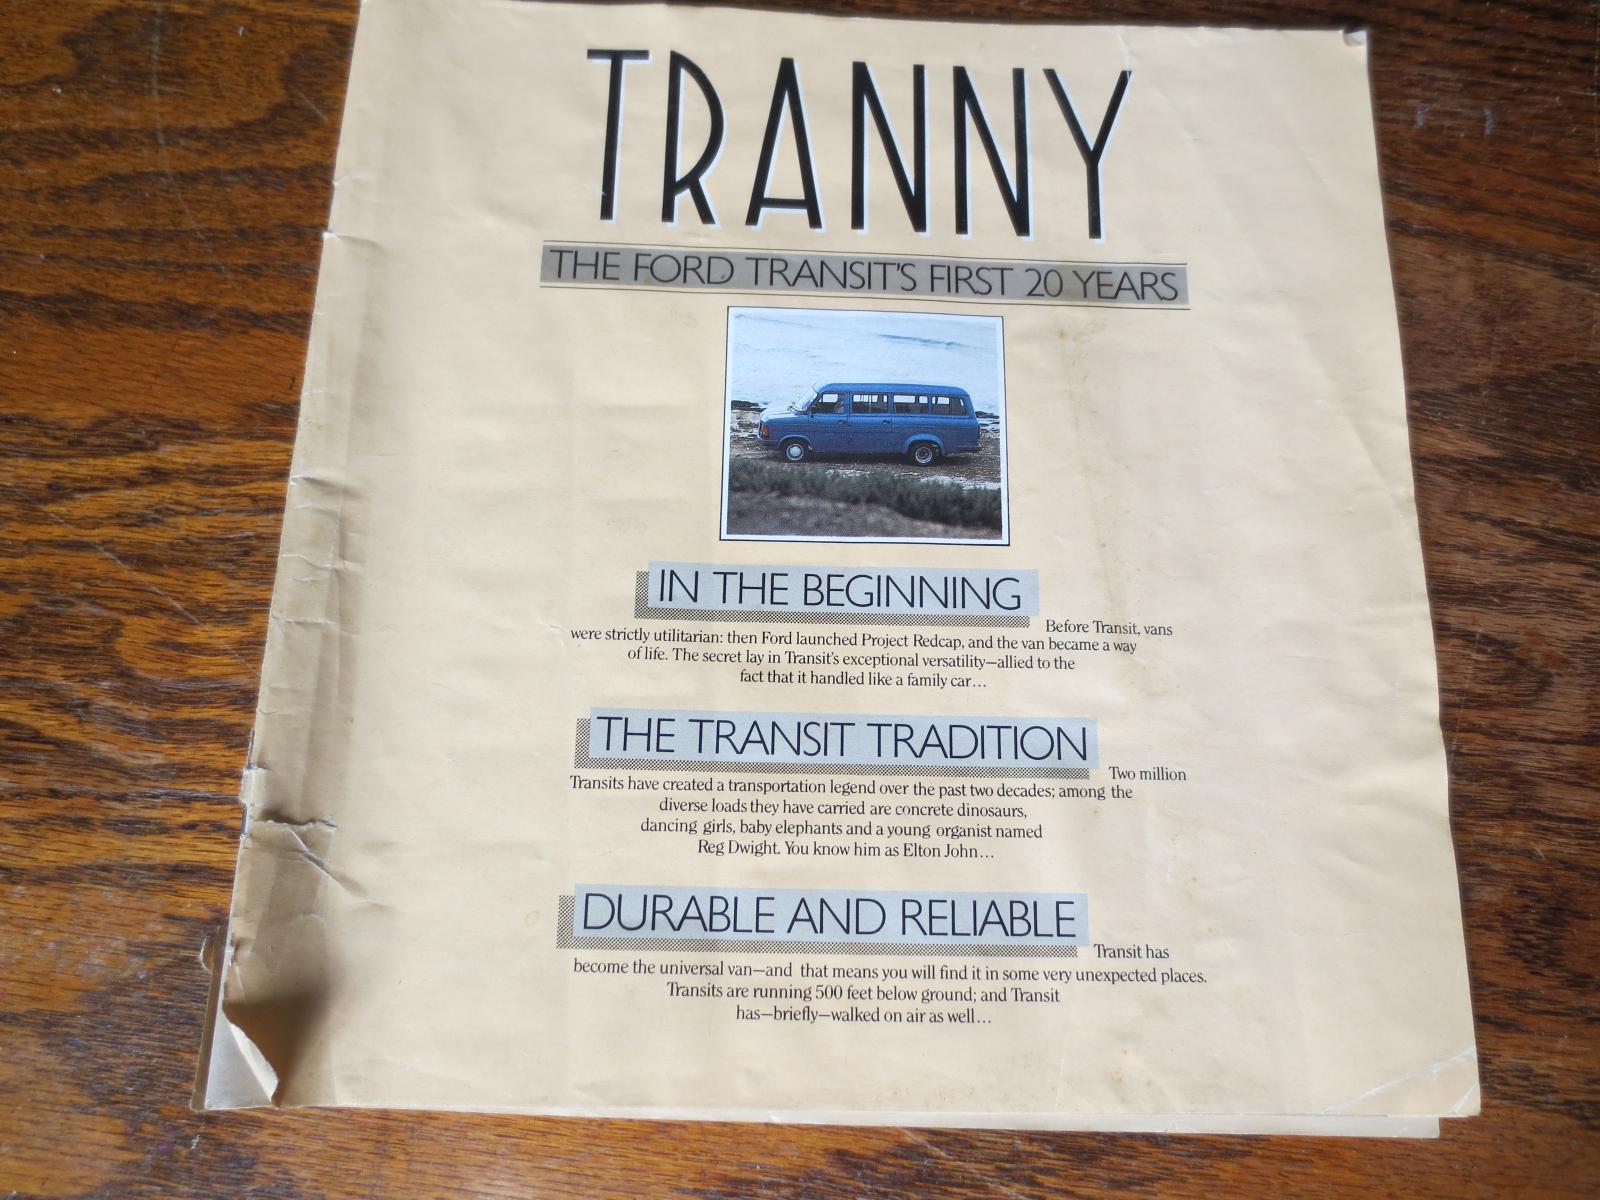 TRANNY
THE FORD TRANSIT'S FIRST 20 YEARS
IN THE BEGINNING
Before Transit, vans
were strictly utilitarian: then Ford launched Project Redcap, and the van became a way
of life. The secret lay in Transit's exceptional versatility—allied to the
fact that it handled like a family car...
THE TRANSIT TRADITION
Two million
Transits have created a transportation legend over the past two decades; among the
diverse loads they have carried are concrete dinosaurs,
dancing girls, baby elephants and a young organist named
Reg Dwight. You know him as Elton John...
DURABLE AND RELIABLE
Transit has
become the universal van—and that means you will find it in some very unexpected places.
Transits are running 500 feet below ground; and Transit
has—briefly—walked on air as well...